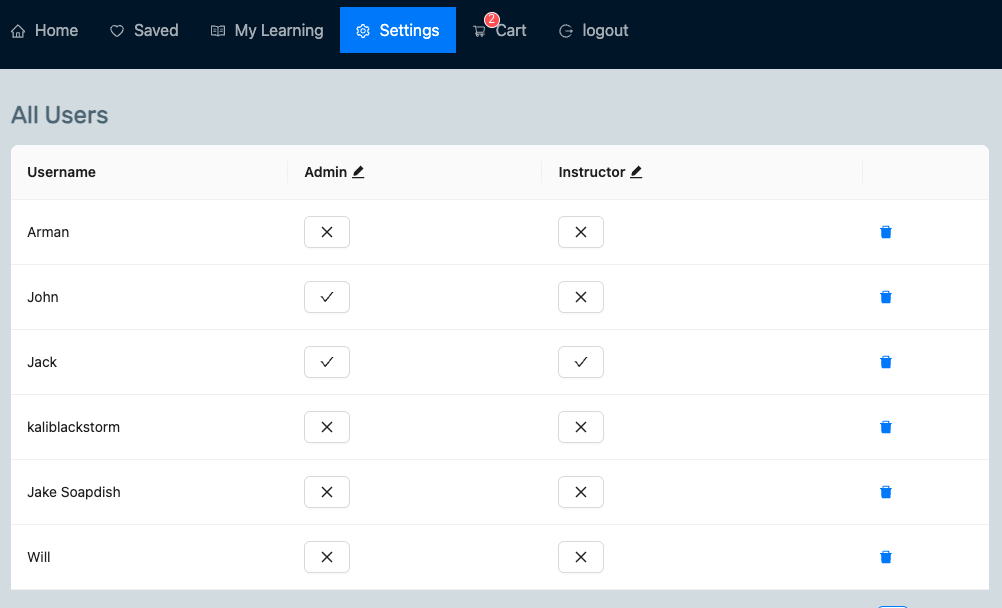 Home Saved My Learning Settings 2 Cart logout
All Users
Username Admin Instructor
Arman
John
Jack
kaliblackstorm
Jake Soapdish
Will